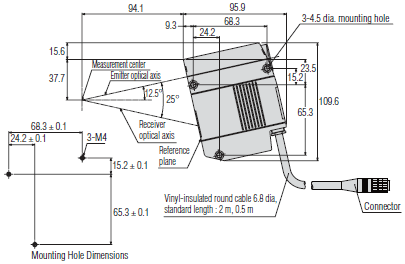 94.1
95.9
9.3
68.3
24.2
3-4.5 dia. mounting hole
15.6
37.7
Measurement center
Emitter optical axis
12.5°
25°
23.5
15.2
65.3
109.6
Receiver
optical axis
Reference
plane
68.3 ± 0.1
24.2 ± 0.1
3-M4
15.2 ± 0.1
65.3 ± 0.1
Vinyl-insulated round cable 6.8 dia,
standard length : 2 m, 0.5 m
Connector
Mounting Hole Dimensions